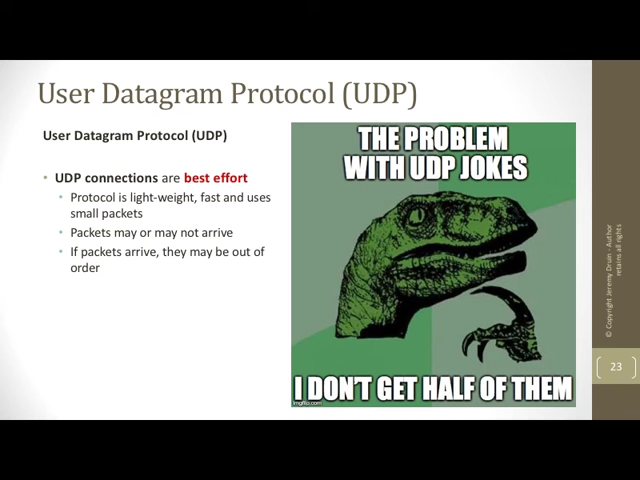 User Datagram Protocol (UDP)
User Datagram Protocol (UDP)
• UDP connections are best effort
• Protocol is light-weight, fast and uses
small packets
• Packets may or may not arrive
• If packets arrive, they may be out of
order
THE PROBLEM
WITH UDP JOKES
I DON'T GET HALF OF THEM
imgflip.com
© Copyright Jeremy Druin - Author
retains all rights
23